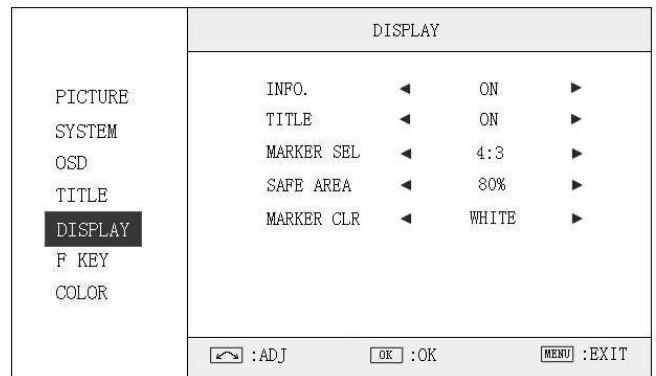 DISPLAY
PICTURE
SYSTEM
OSD
TITLE
DISPLAY
F KEY
COLOR
INFO. ◄ ON ►
TITLE ◄ ON ►
MARKER SEL ◄ 4:3 ►
SAFE AREA ◄ 80% ►
MARKER CLR ◄ WHITE ►
:ADJ OK :OK MENU :EXIT